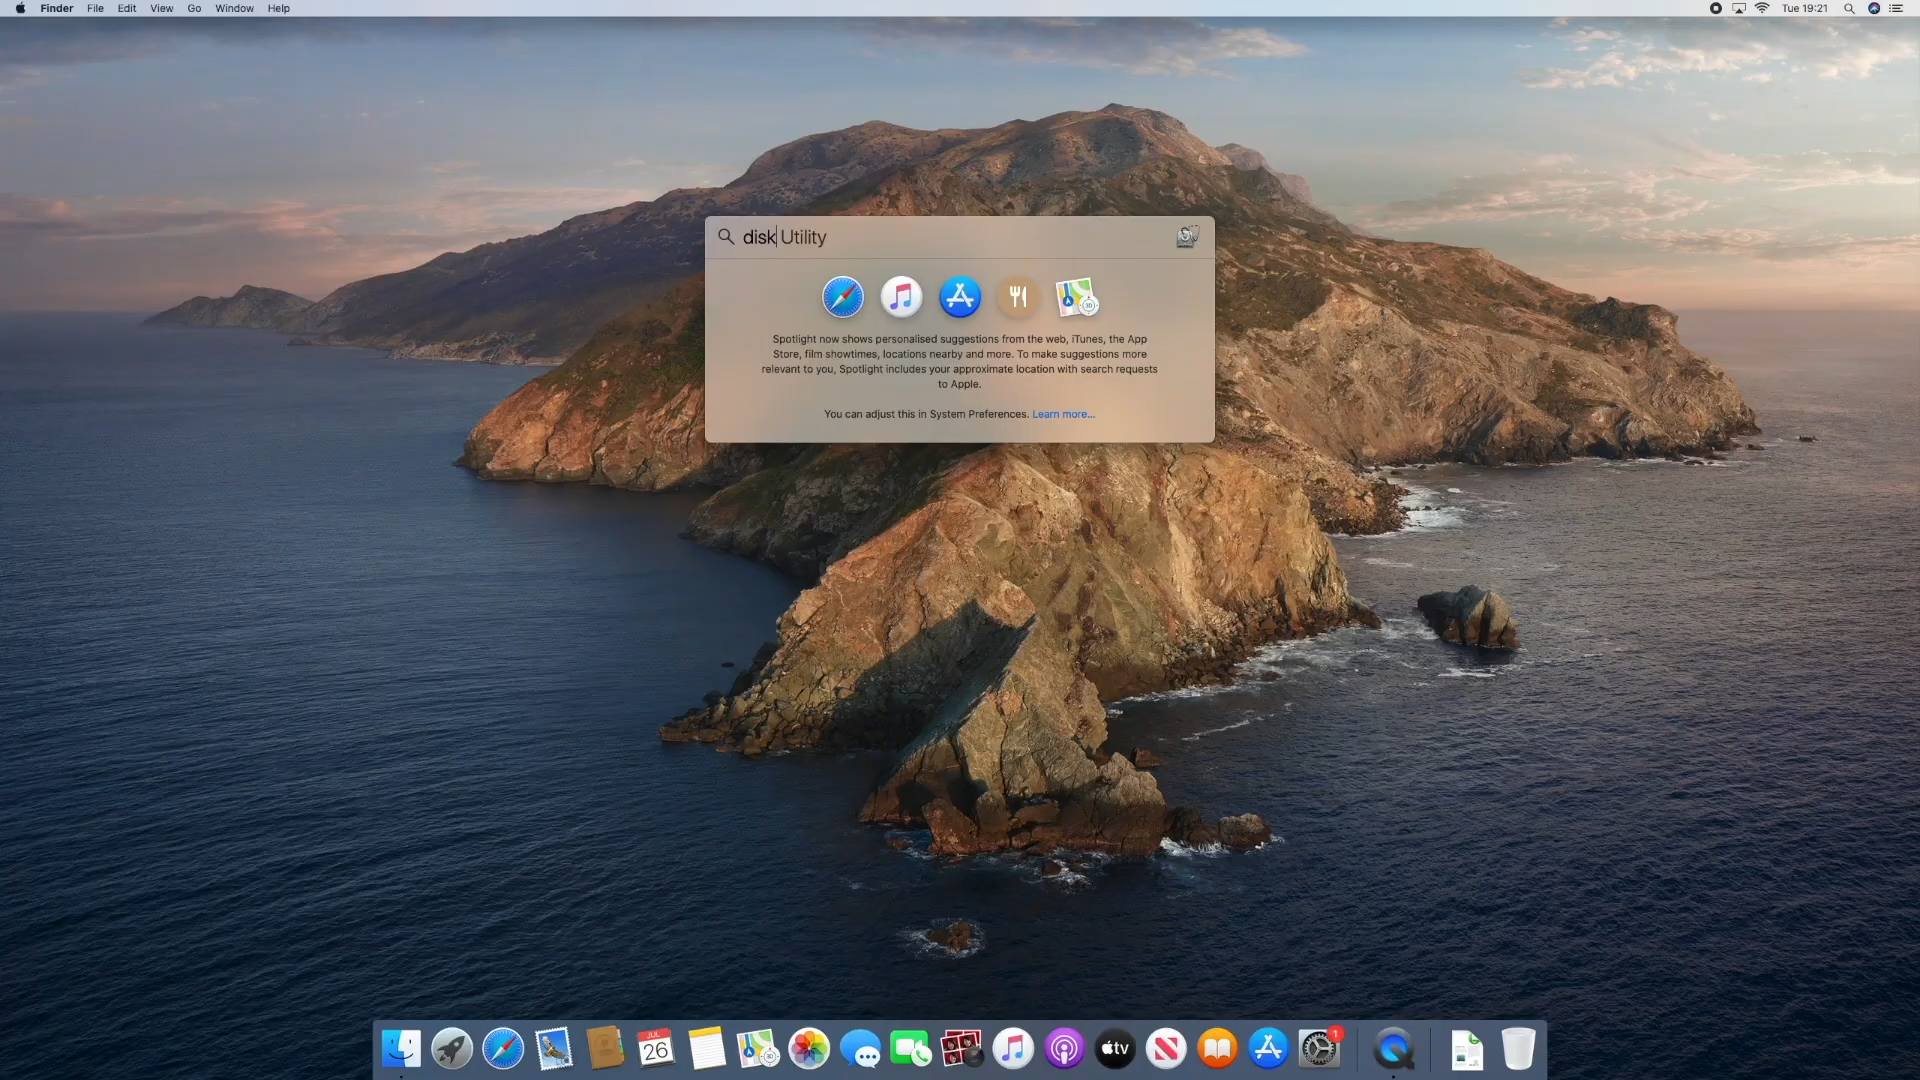 Finder File Edit View Go Window Help Tue 19:21
disk Utility
Spotlight now shows personalised suggestions from the web, iTunes, the App
Store, film showtimes, locations nearby and more. To make suggestions more
relevant to you, Spotlight includes your approximate location with search requests
to Apple.
You can adjust this in System Preferences. Learn more...
JUL
26
tv
1